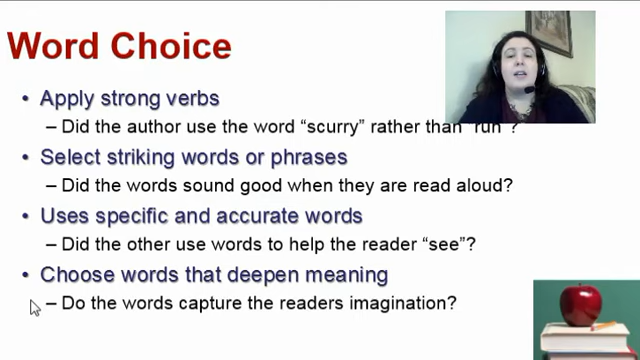 Word Choice
• Apply strong verbs
– Did the author use the word “scurry” rather than “run”?
• Select striking words or phrases
– Did the words sound good when they are read aloud?
• Uses specific and accurate words
– Did the other use words to help the reader “see”?
• Choose words that deepen meaning
– Do the words capture the readers imagination?